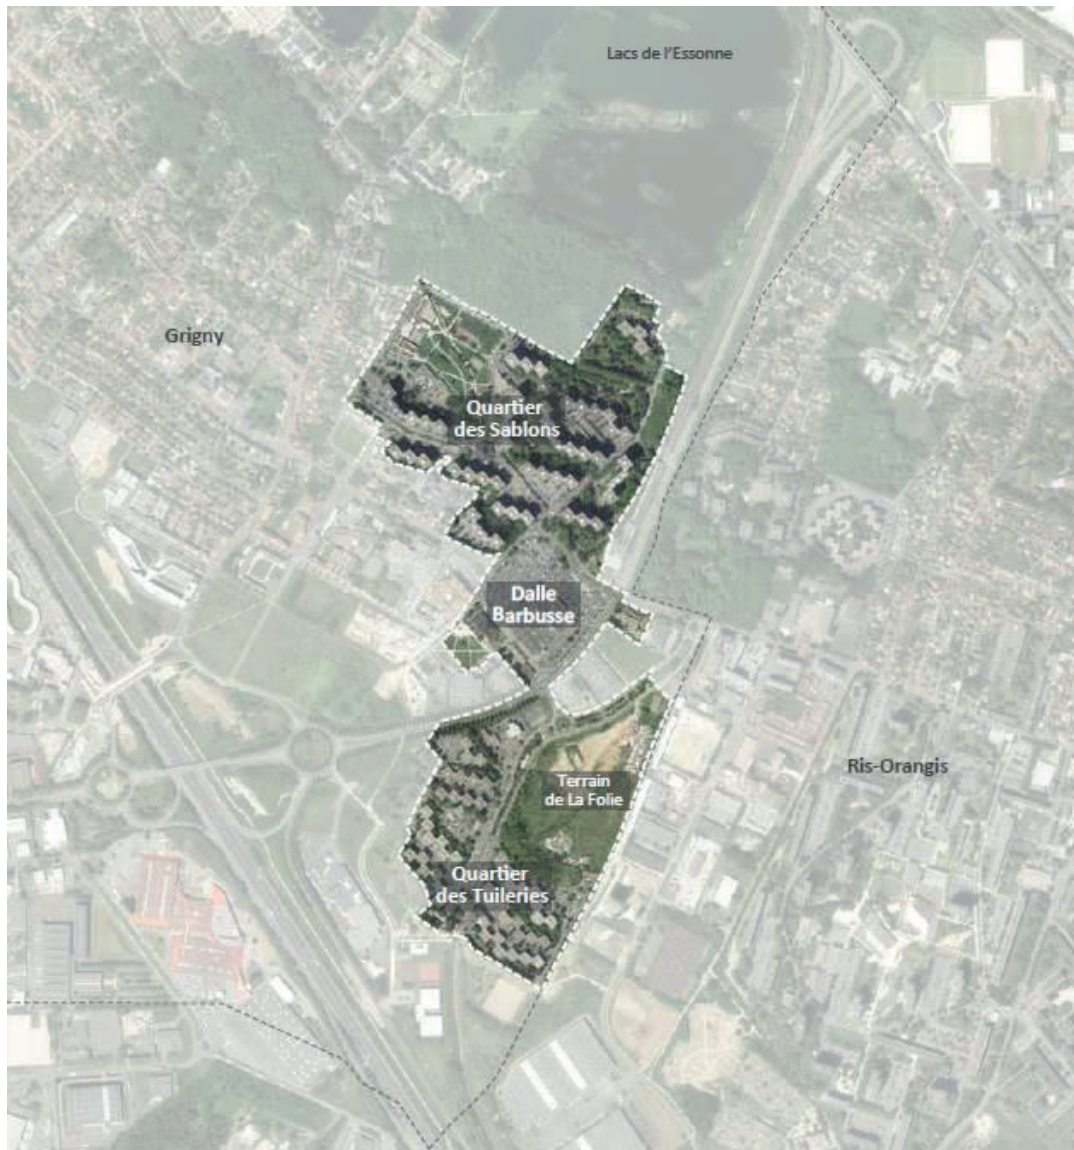 Lacs de l'Essonne
Grigny
Quartier
des Sablons
Dalle
Barbusse
Ris-Orangis
Terrain
de La Folie
Quartier
des Tuileries